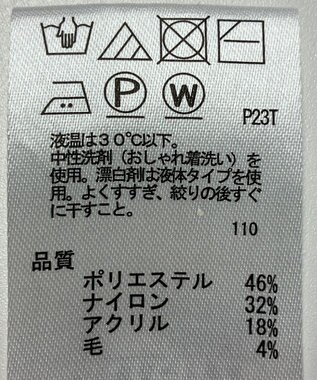 P W
P23T
液温は30℃以下。
中性洗剤（おしゃれ着洗い）を
使用。漂白剤は液体タイプを使
用。よくすすぎ、絞りの後すぐ
に干すこと。
110
品質
ポリエステル 46%
ナイロン 32%
アクリル 18%
毛 4%